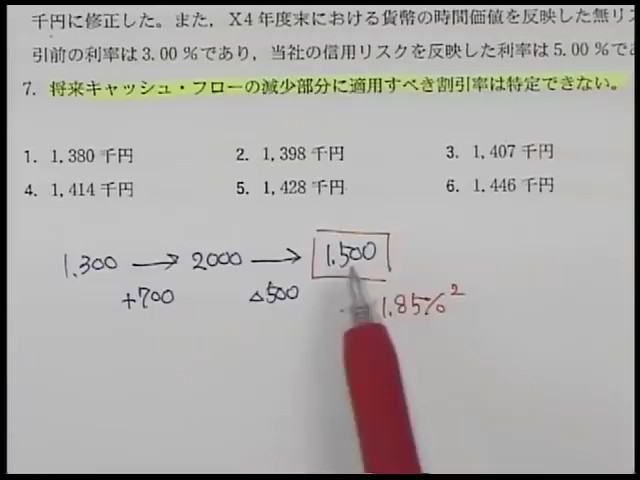 千円に修正した。また，X4年度末における貨幣の時間価値を反映した無リス
引前の利率は3.00％であり，当社の信用リスクを反映した利率は5.00％で
7. 将来キャッシュ・フローの減少部分に適用すべき割引率は特定できない。
1. 1,380千円 2. 1,398千円 3. 1,407千円
4. 1,414千円 5. 1,428千円 6. 1,446千円
1.300 → 2000 → 1.500
+700 △500 1.85%²